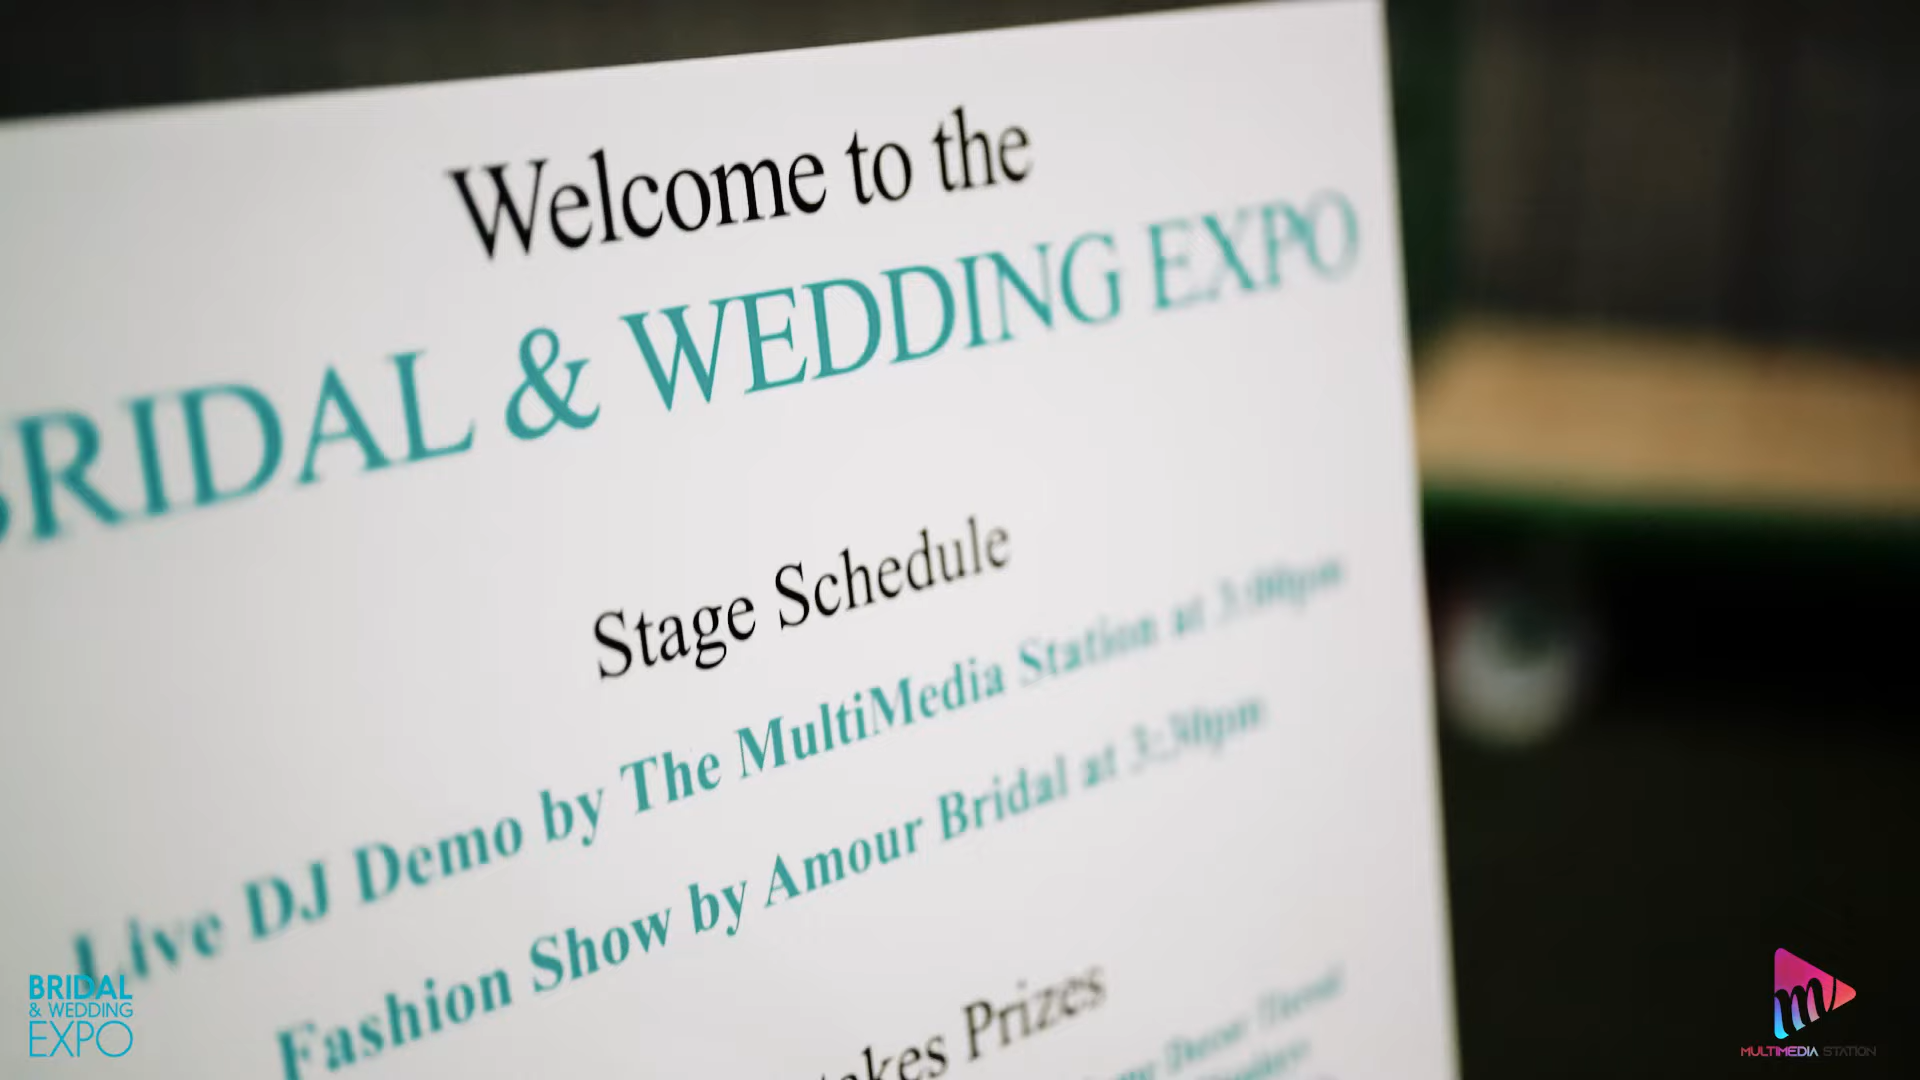 Welcome to the
BRIDAL & WEDDING EXPO
Stage Schedule
Live DJ Demo by The MultiMedia Station at 3:00pm
Fashion Show by Amour Bridal at 3:30pm
Prizes
Decor
BRIDAL
& WEDDING
EXPO
m
MULTIMEDIA STATION